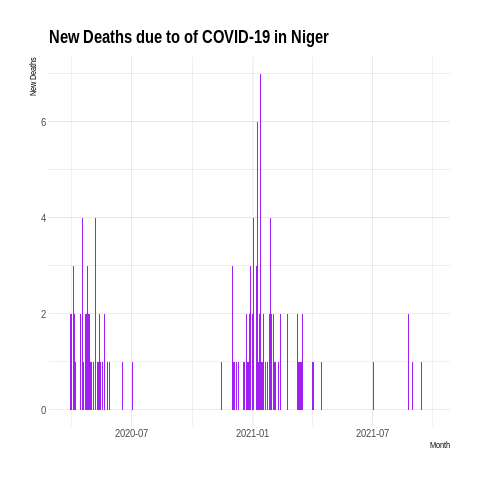 New Deaths due to of COVID-19 in Niger
New Deaths
6
4
2
0
2020-07
2021-01
2021-07
Month